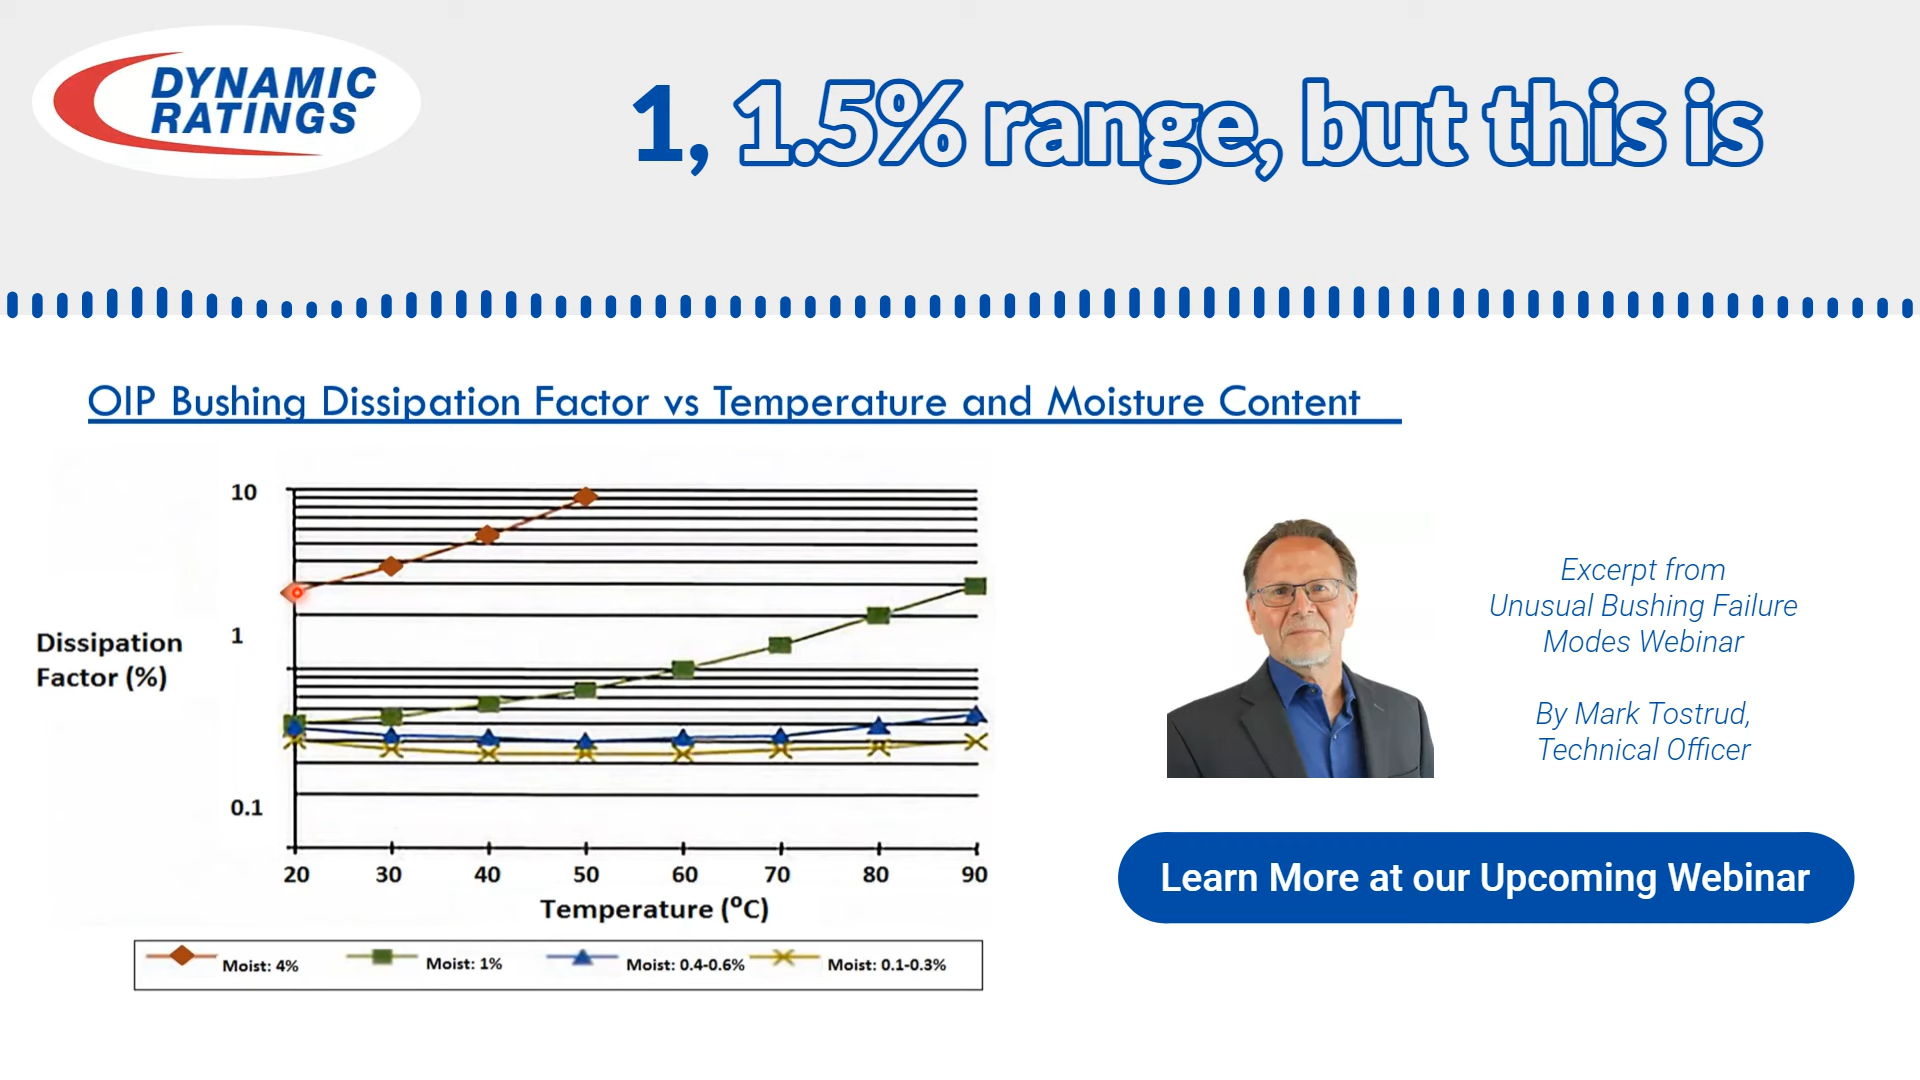 DYNAMIC
RATINGS
1, 1.5% range, but this is
OIP Bushing Dissipation Factor vs Temperature and Moisture Content
10
1
0.1
Dissipation
Factor (%)
20 30 40 50 60 70 80 90
Temperature (⁰C)
Moist: 4% Moist: 1% Moist: 0.4-0.6% Moist: 0.1-0.3%
Excerpt from
Unusual Bushing Failure
Modes Webinar
By Mark Tostrud,
Technical Officer
Learn More at our Upcoming Webinar